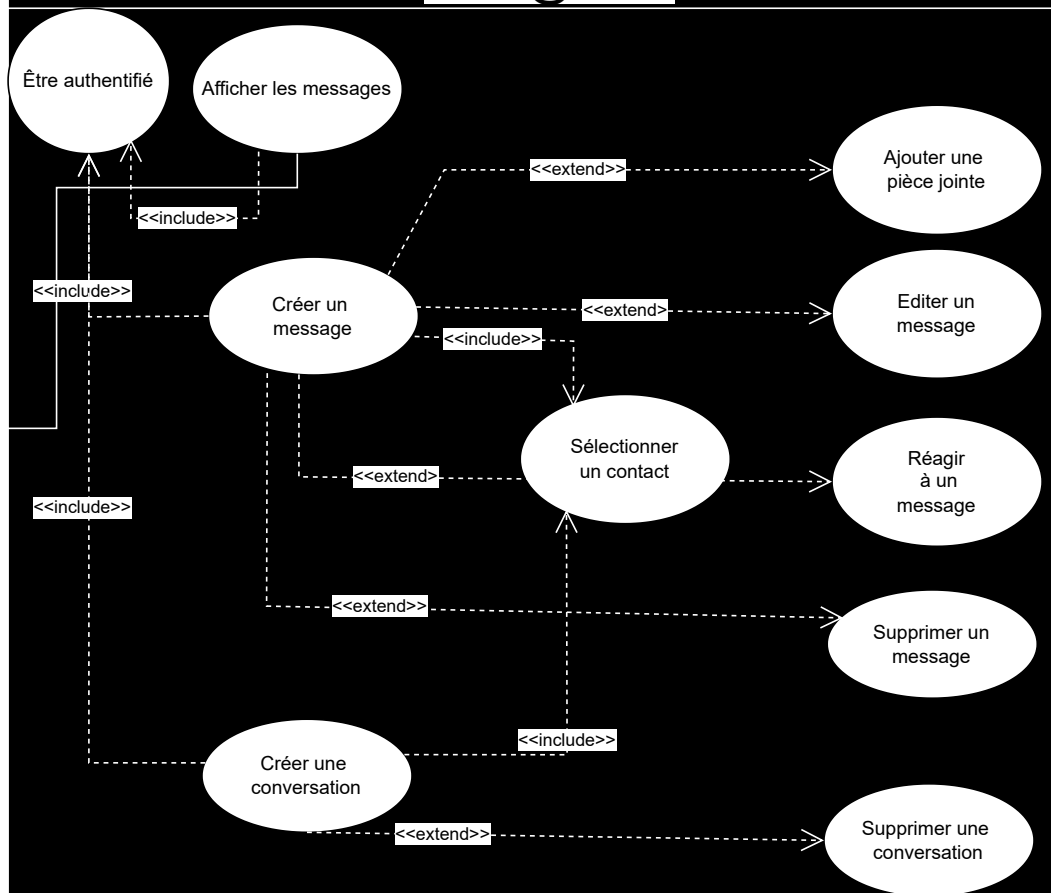 Être authentifié
Afficher les messages
<<extend>>
Ajouter une
pièce jointe
<<include>>
<<include>>
Créer un
message
<<extend>
Editer un
message
<<include>>
Sélectionner
un contact
<<extend>
Réagir
à un
message
<<include>>
<<extend>>
Supprimer un
message
<<include>>
Créer une
conversation
<<extend>>
Supprimer une
conversation